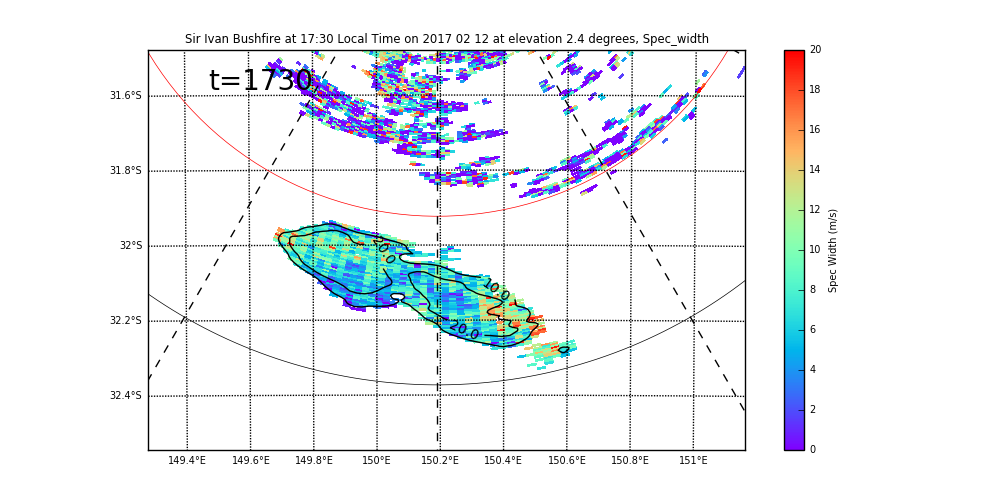 Sir Ivan Bushfire at 17:30 Local Time on 2017 02 12 at elevation 2.4 degrees, Spec_width
t=1730
31.6°S
31.8°S
32°S
32.2°S
32.4°S
149.4°E 149.6°E 149.8°E 150°E 150.2°E 150.4°E 150.6°E 150.8°E 151°E
20.0
10.0
20.0
20
18
16
14
12
10
8
6
4
2
0
Spec Width (m/s)